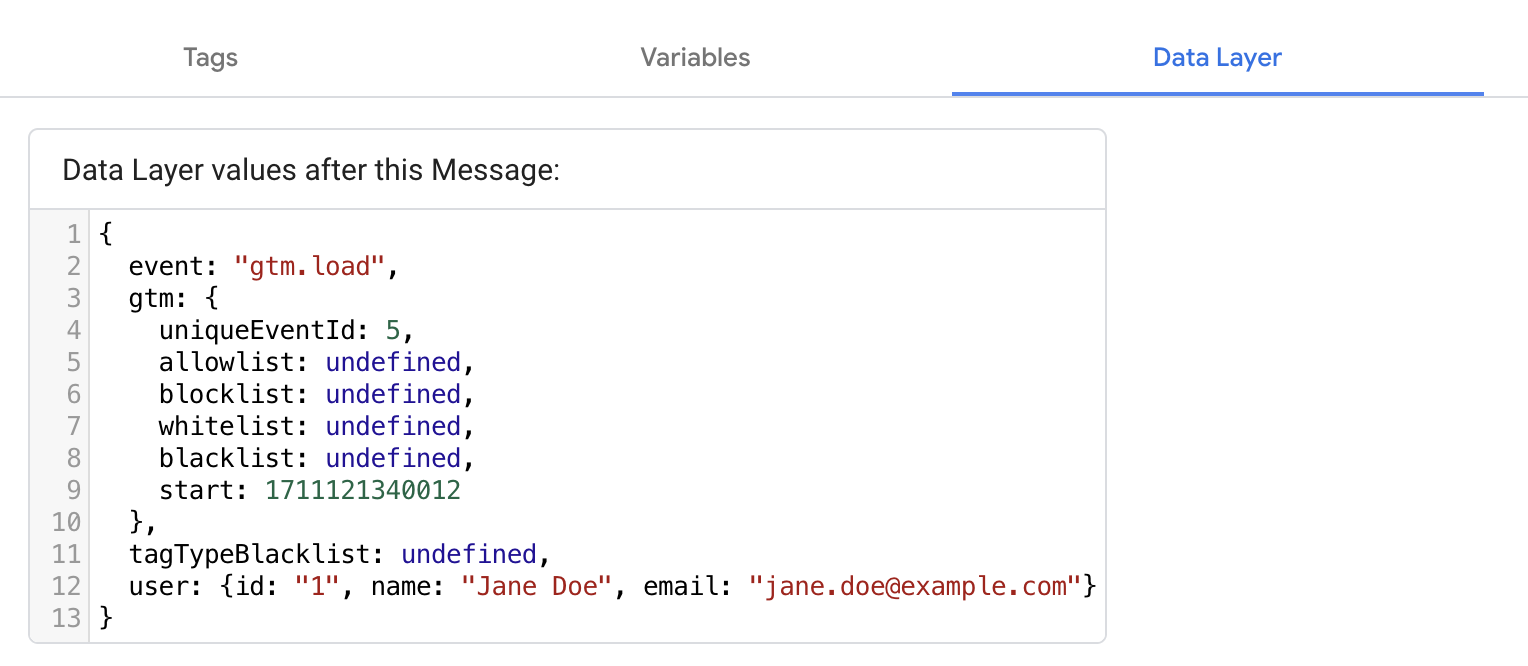 Tags Variables Data Layer
Data Layer values after this Message:
1 {
2   event: "gtm.load",
3   gtm: {
4     uniqueEventId: 5,
5     allowlist: undefined,
6     blocklist: undefined,
7     whitelist: undefined,
8     blacklist: undefined,
9     start: 1711121340012
10   },
11   tagTypeBlacklist: undefined,
12   user: {id: "1", name: "Jane Doe", email: "jane.doe@example.com"}
13 }